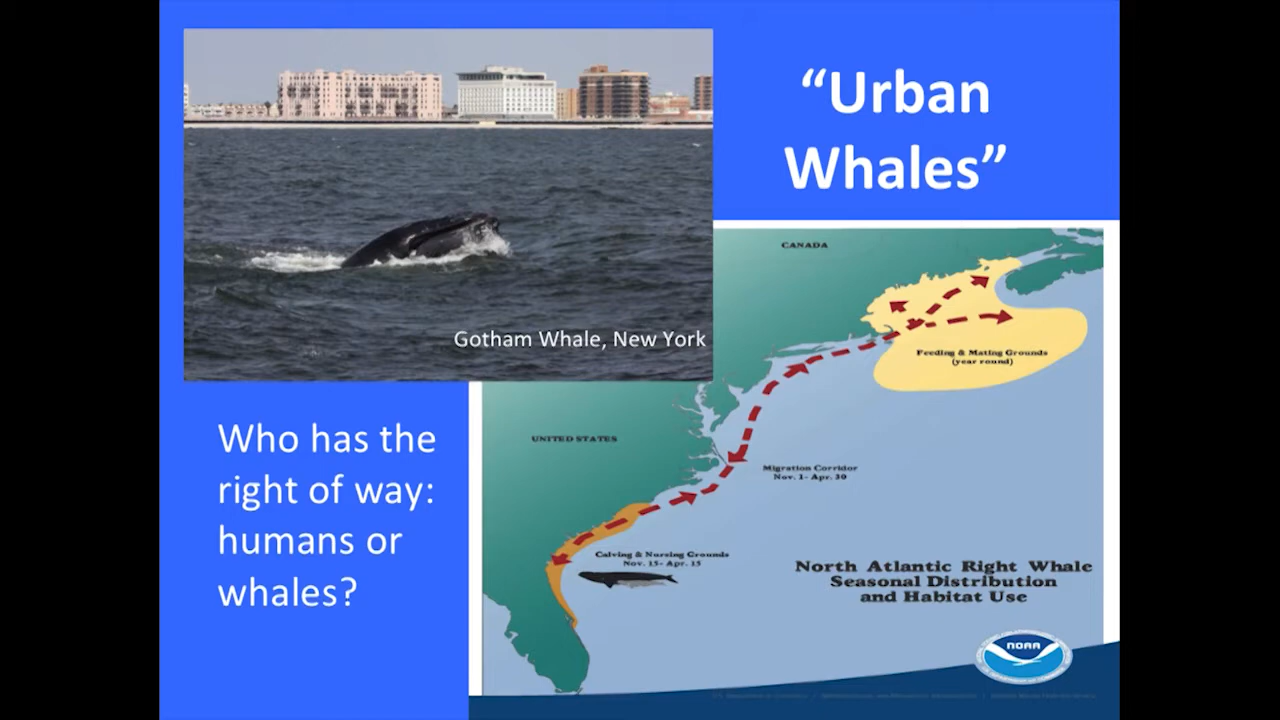 “Urban
Whales”
Gotham Whale, New York
Who has the
right of way:
humans or
whales?
CANADA
Feeding & Mating Grounds
(year round)
UNITED STATES
Migration Corridor
Nov. 1- Apr. 30
Calving & Nursing Grounds
Nov. 15- Apr. 15
North Atlantic Right Whale
Seasonal Distribution
and Habitat Use
NOAA